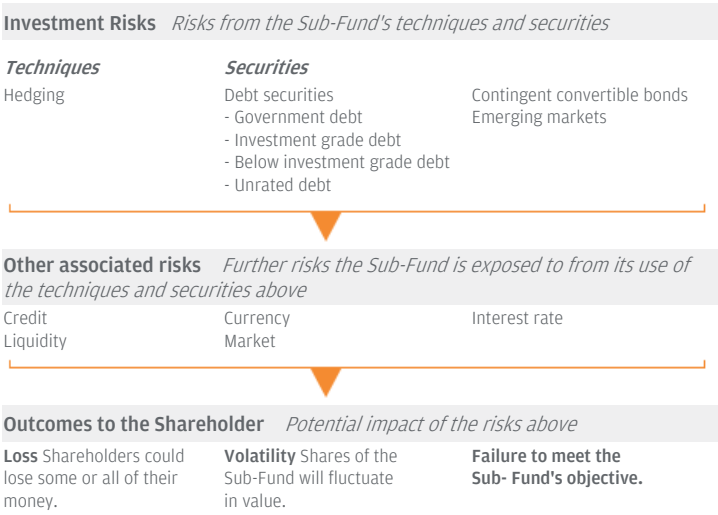 Investment Risks Risks from the Sub-Fund's techniques and securities
Techniques
Hedging
Securities
Debt securities
- Government debt
- Investment grade debt
- Below investment grade debt
- Unrated debt
Contingent convertible bonds
Emerging markets
Other associated risks Further risks the Sub-Fund is exposed to from its use of
the techniques and securities above
Credit
Liquidity
Currency
Market
Interest rate
Outcomes to the Shareholder Potential impact of the risks above
Loss Shareholders could
lose some or all of their
money.
Volatility Shares of the
Sub-Fund will fluctuate
in value.
Failure to meet the
Sub- Fund's objective.